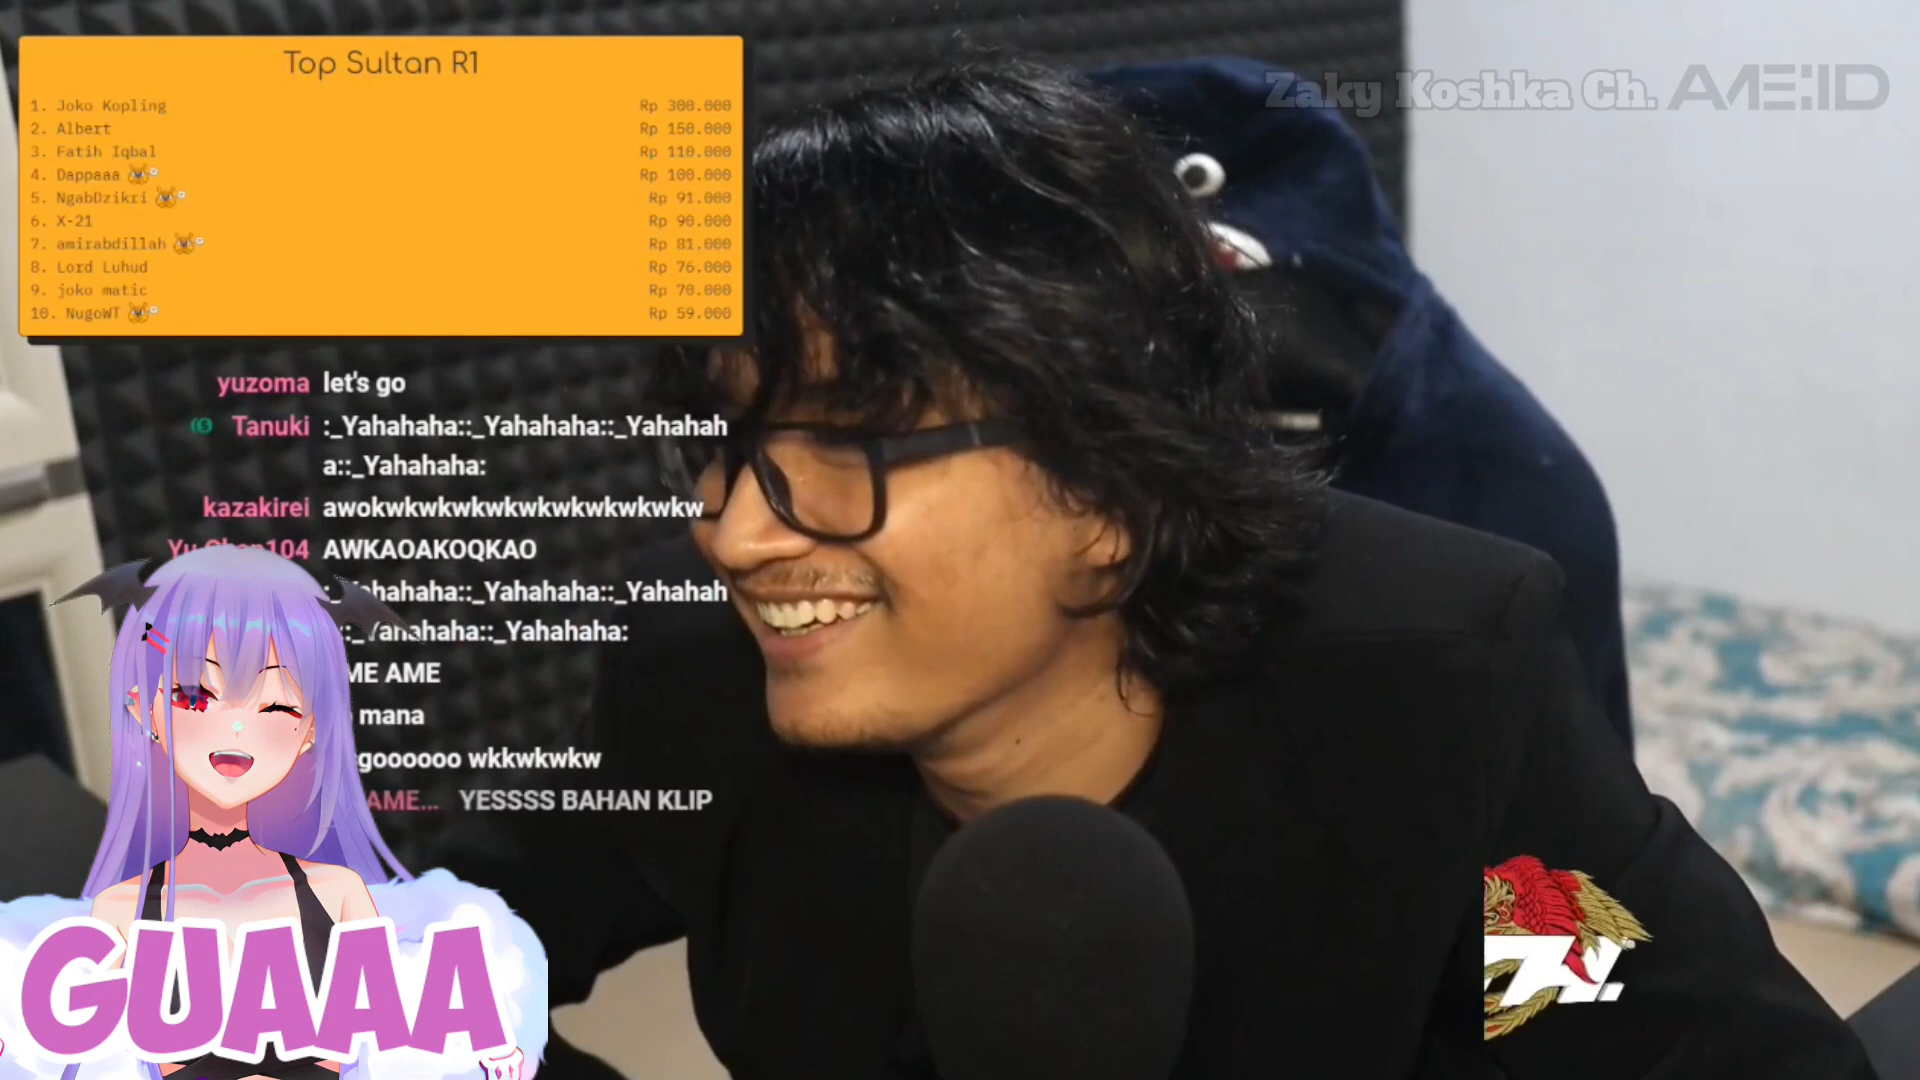 Top Sultan R1
1. Joko Kopling Rp 300.000
2. Albert Rp 150.000
3. Fatih Iqbal Rp 110.000
4. Dappaaa Rp 100.000
5. NgabDzikri Rp 91.000
6. X-21 Rp 90.000
7. amirabdillah Rp 81.000
8. Lord Luhud Rp 76.000
9. joko matic Rp 70.000
10. NugoWT Rp 59.000
Zaky Koshka Ch. AME:ID
yuzoma let's go
Tanuki :_Yahahaha::_Yahahaha::_Yahahah
a::_Yahahaha:
kazakirei awokwkwkwkwkwkwkwkwkwkw
AWKAOAKOQKAO
:_Yahahaha::_Yahahaha::_Yahahah
::_Yahahaha::_Yahahaha:
ME AME
mana
goooooo wkkwkwkw
AME... YESSSS BAHAN KLIP
GUAAA